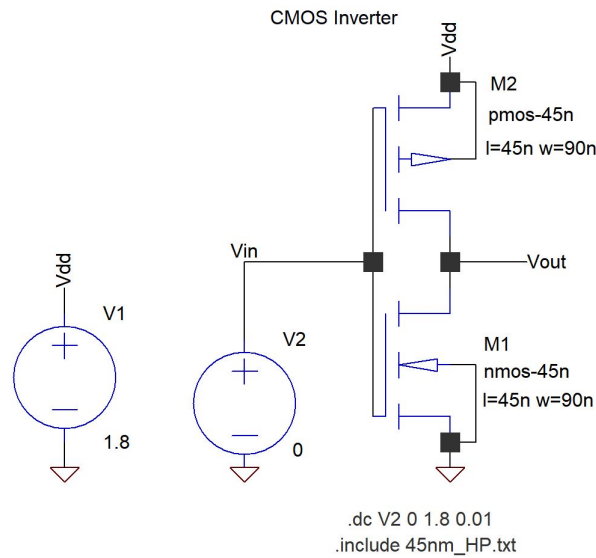 CMOS Inverter
Vdd
M2
pmos-45n
l=45n w=90n
Vin
Vout
Vdd
V1
V2
M1
nmos-45n
l=45n w=90n
1.8
0
.dc V2 0 1.8 0.01
.include 45nm_HP.txt